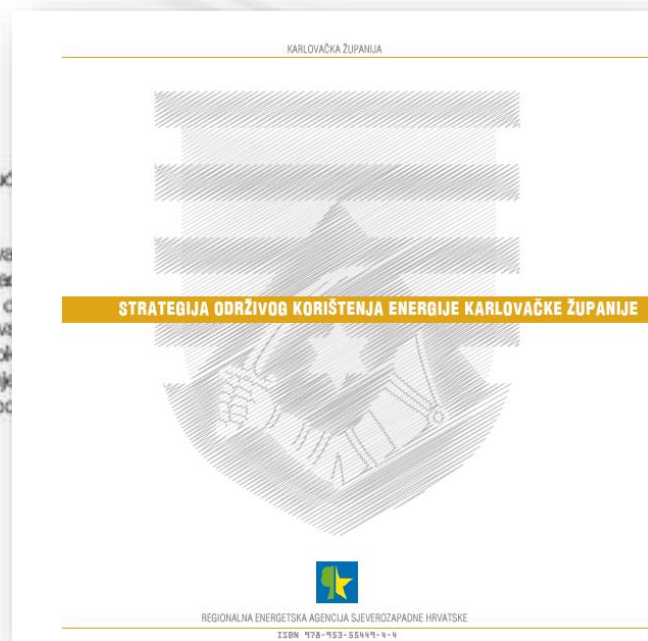 KARLOVAČKA ŽUPANIJA
STRATEGIJA ODRŽIVOG KORIŠTENJA ENERGIJE KARLOVAČKE ŽUPANIJE
REGIONALNA ENERGETSKA AGENCIJA SJEVEROZAPADNE HRVATSKE
ISBN 978-953-55449-4-4